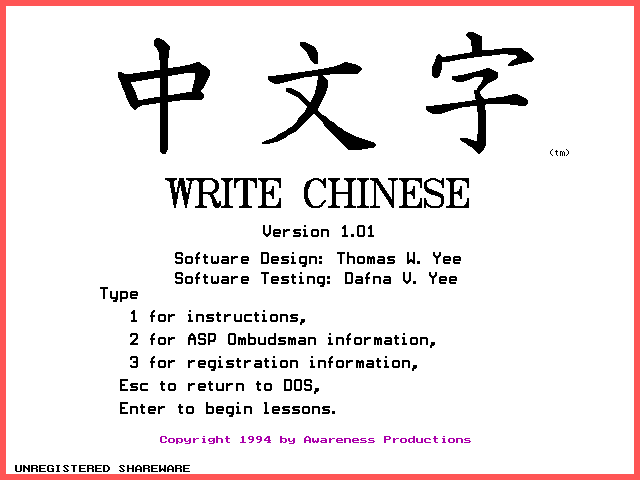 中文字
(tm)
WRITE CHINESE
Version 1.01
Software Design: Thomas W. Yee
Software Testing: Dafna V. Yee
Type
1 for instructions,
2 for ASP Ombudsman information,
3 for registration information,
Esc to return to DOS,
Enter to begin lessons.
Copyright 1994 by Awareness Productions
UNREGISTERED SHAREWARE